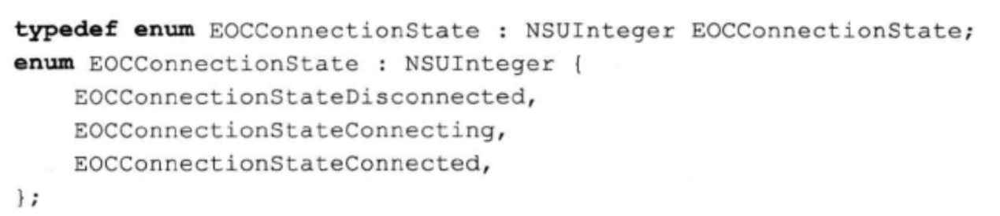 typedef enum EOCConnectionState : NSUInteger EOCConnectionState;
enum EOCConnectionState : NSUInteger {
    EOCConnectionStateDisconnected,
    EOCConnectionStateConnecting,
    EOCConnectionStateConnected,
};